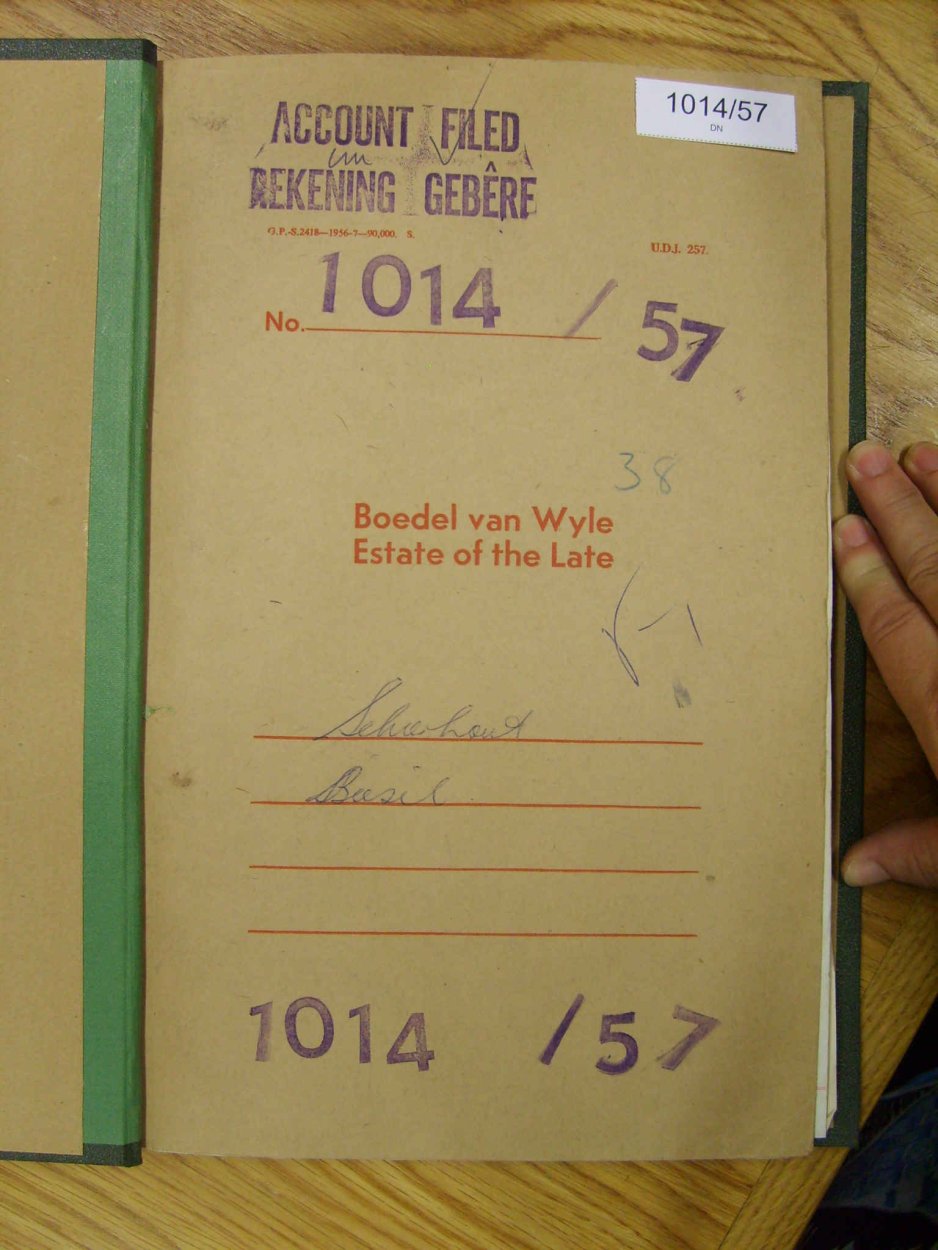 ACCOUNT FILED
REKENING GEBÊRE
1014/57
DN
G.P.-S.2418—1956-7—90,000. S.
U.D.J. 257.
No. 1014 / 57
38
Boedel van Wyle
Estate of the Late
Schierhout
Basil
1014 / 57